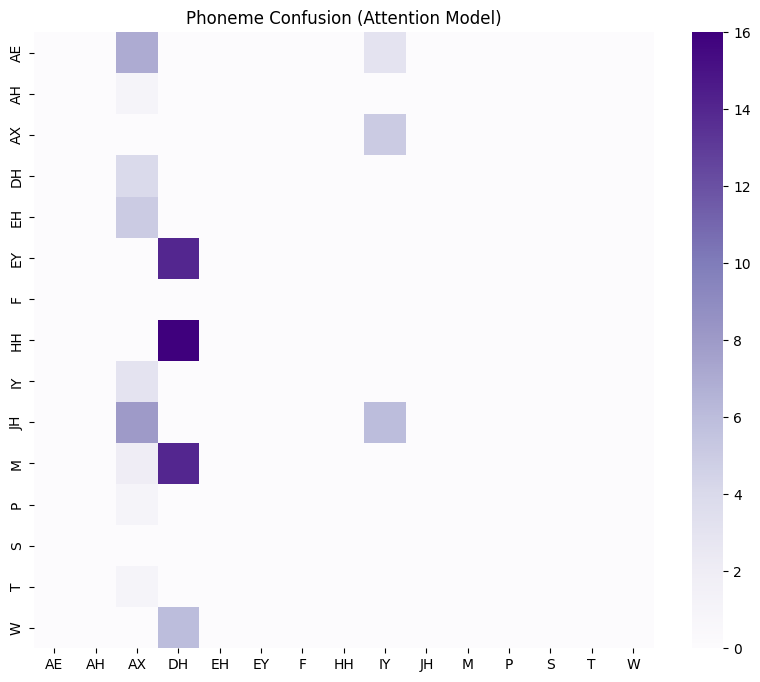 Phoneme Confusion (Attention Model)
AE
AH
AX
DH
EH
EY
F
HH
IY
JH
M
P
S
T
W
AE AH AX DH EH EY F HH IY JH M P S T W
16
14
12
10
8
6
4
2
0